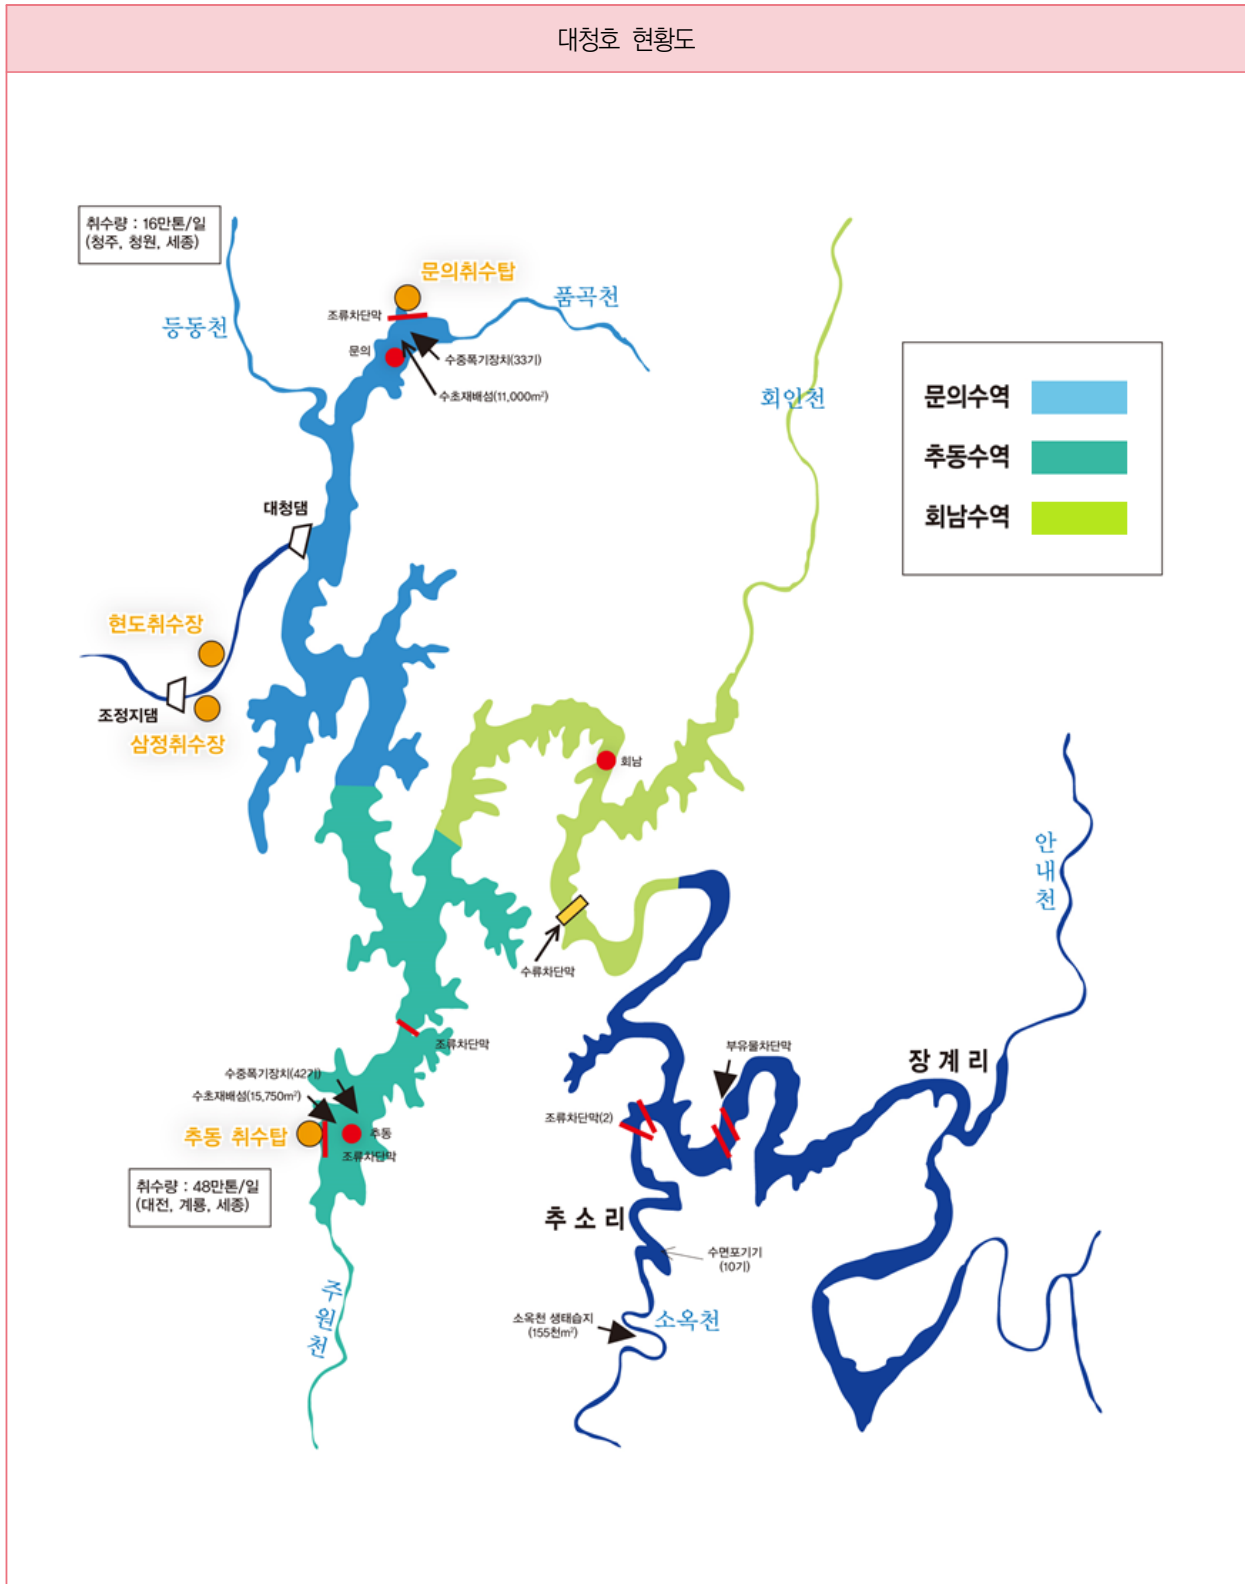 대청호 현황도
취수량 : 16만톤/일
(청주, 청원, 세종)
문의취수탑
품곡천
조류차단막
등동천
문의
수중폭기장치(33기)
수초재배섬(11,000m²)
회인천
문의수역
추동수역
회남수역
대청댐
현도취수장
조정지댐
삼정취수장
회남
안내천
수류차단막
조류차단막
부유물차단막
장계리
수중폭기장치(42기)
수초재배섬(15,750m²)
조류차단막(2)
추동 취수탑
추동
조류차단막
취수량 : 48만톤/일
(대전, 계룡, 세종)
추소리
수면포기기
(10기)
주원천
소옥천 생태습지
(155천m²)
소옥천